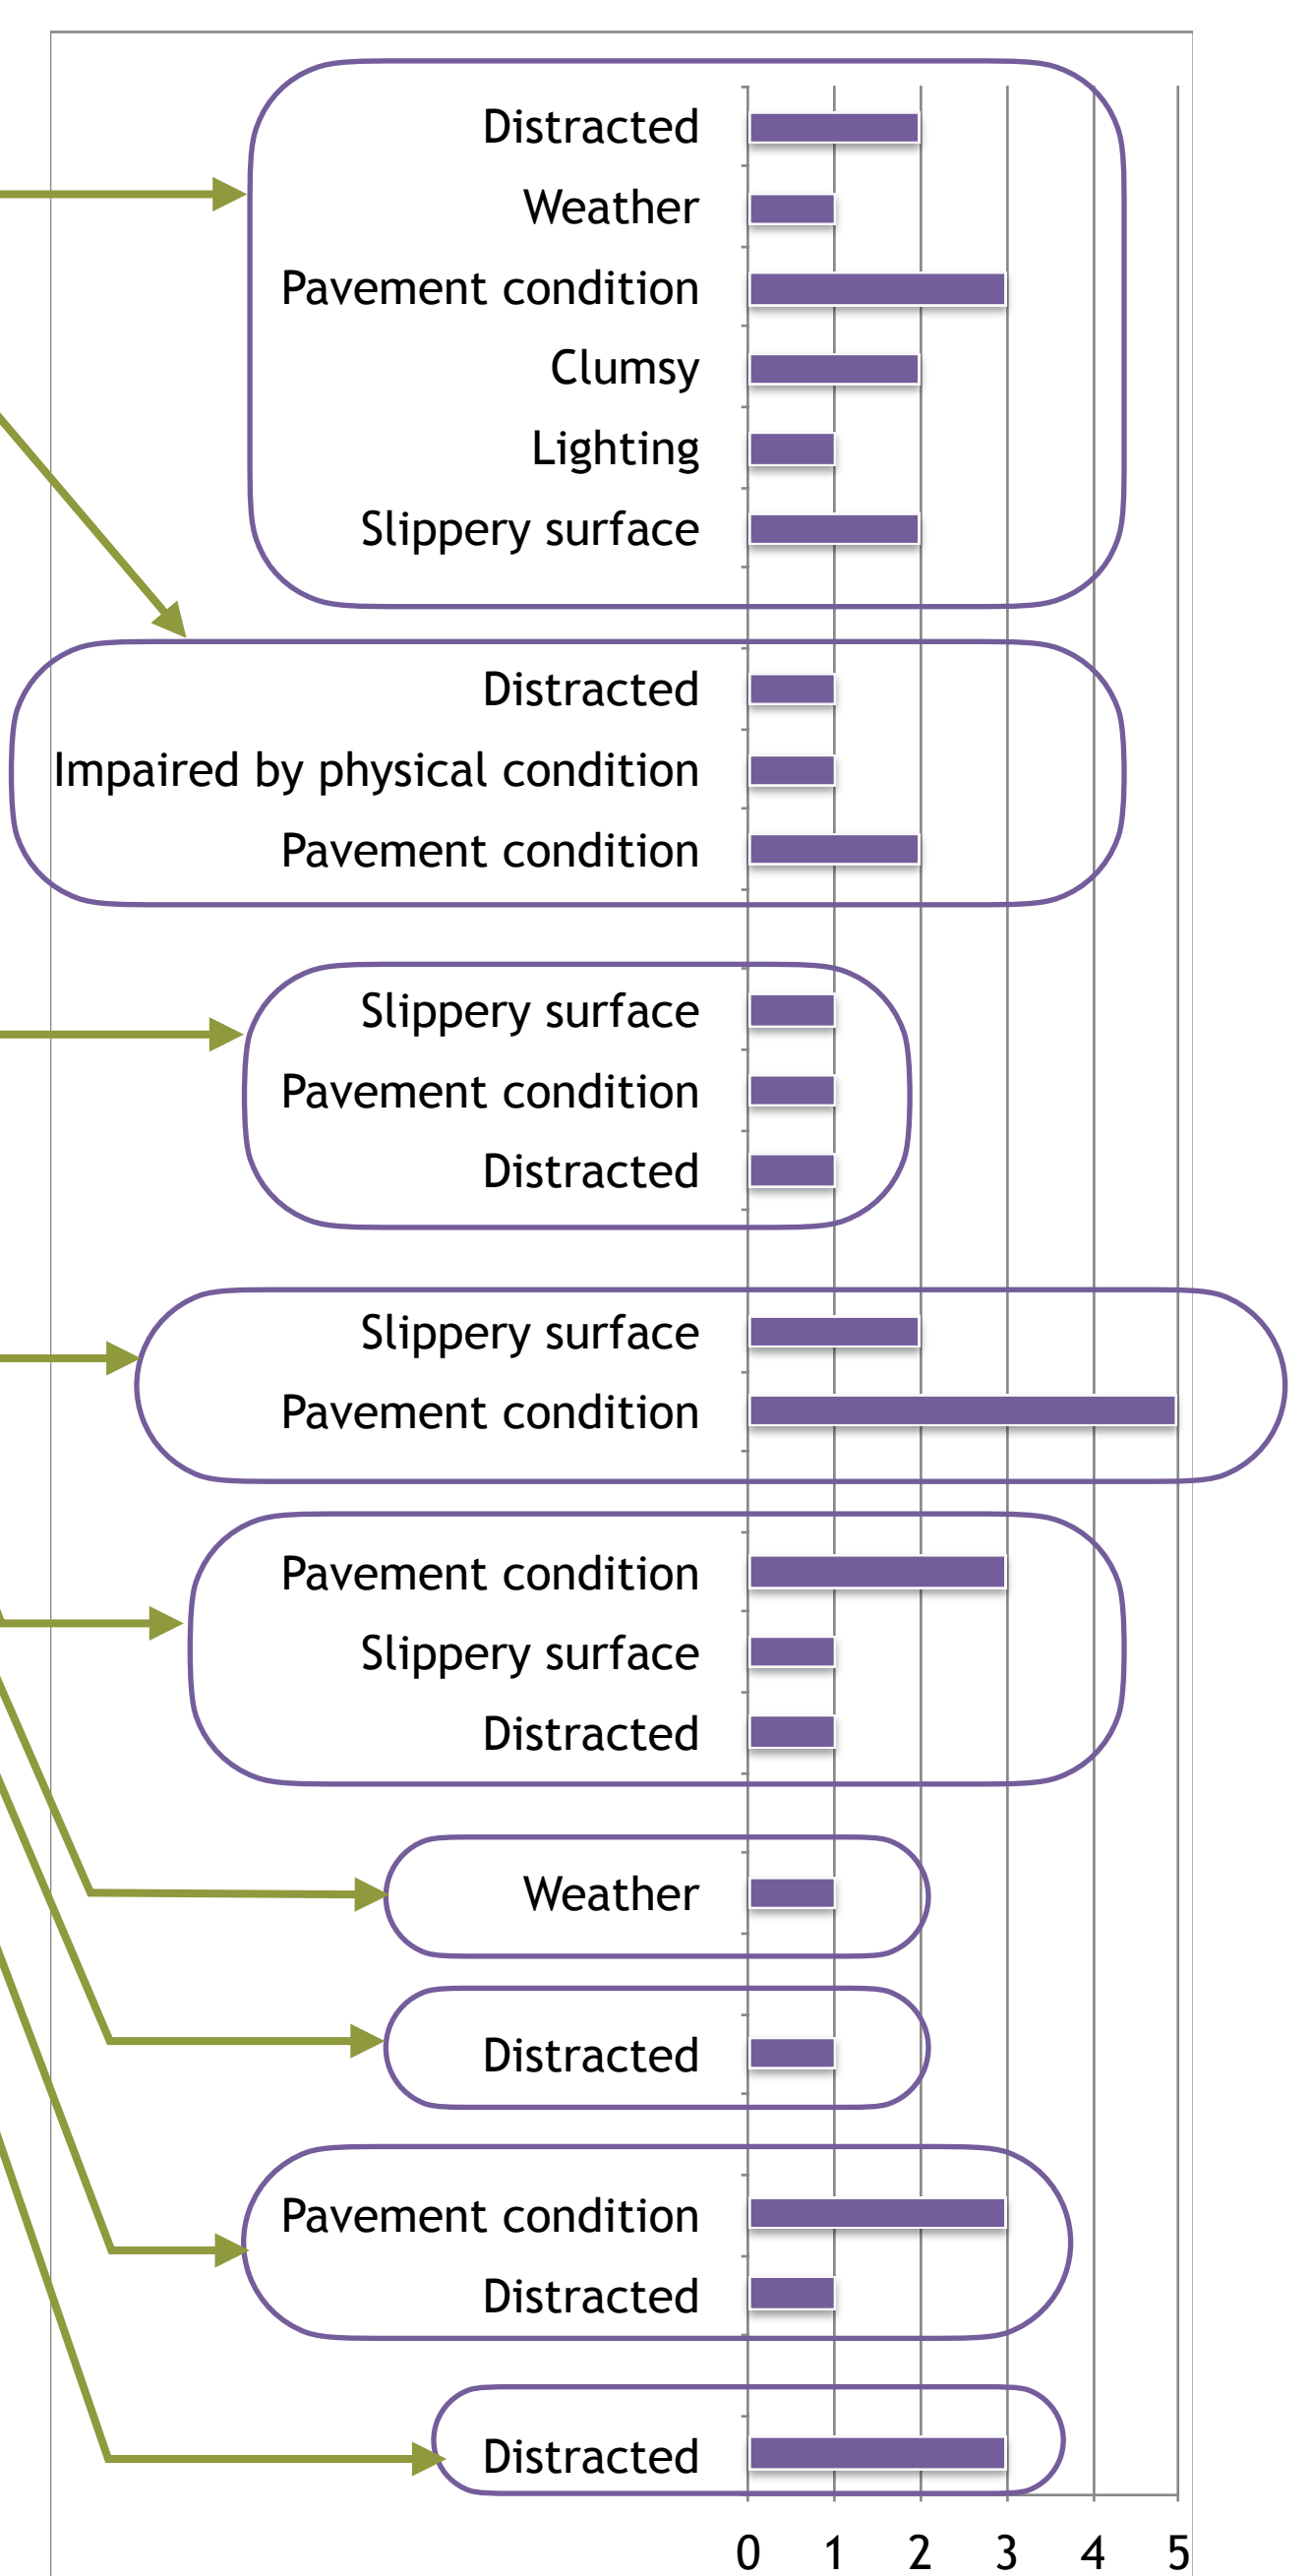 Distracted
Weather
Pavement condition
Clumsy
Lighting
Slippery surface
Distracted
Impaired by physical condition
Pavement condition
Slippery surface
Pavement condition
Distracted
Slippery surface
Pavement condition
Pavement condition
Slippery surface
Distracted
Weather
Distracted
Pavement condition
Distracted
Distracted
0 1 2 3 4 5